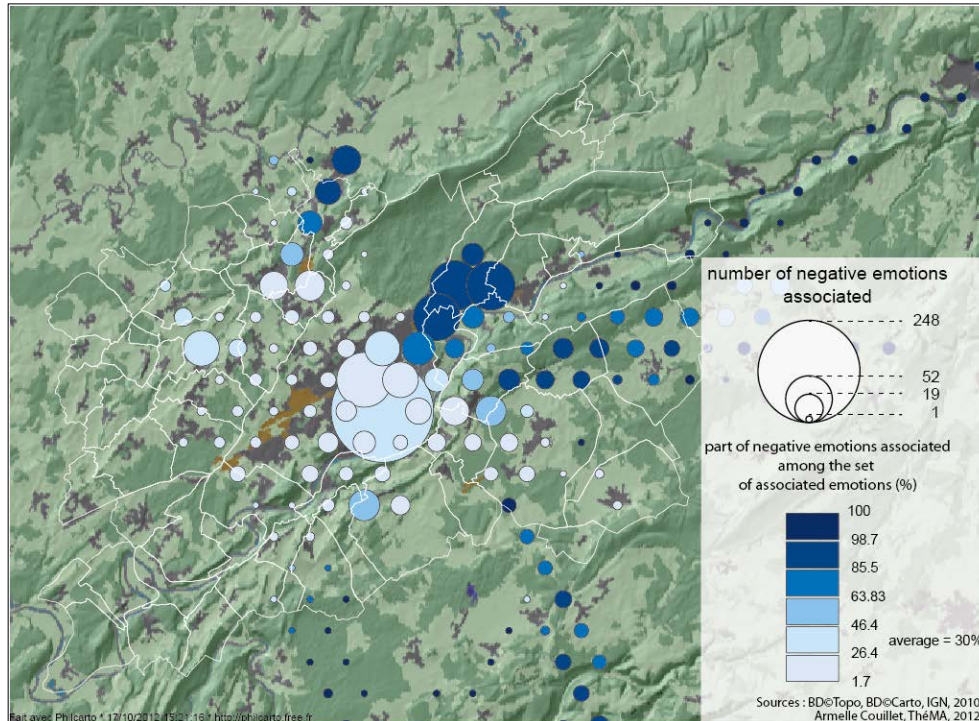 number of negative emotions
associated
248
52
19
1
part of negative emotions associated
among the set
of associated emotions (%)
100
98.7
85.5
63.83
46.4
average = 30%
26.4
1.7
Sources : BD©Topo, BD©Carto, IGN, 2010
Armelle Couillet, ThéMA, 2012
Fait avec Philcarto * 17/10/2012 15:21:16 * http://philcarto.free.fr